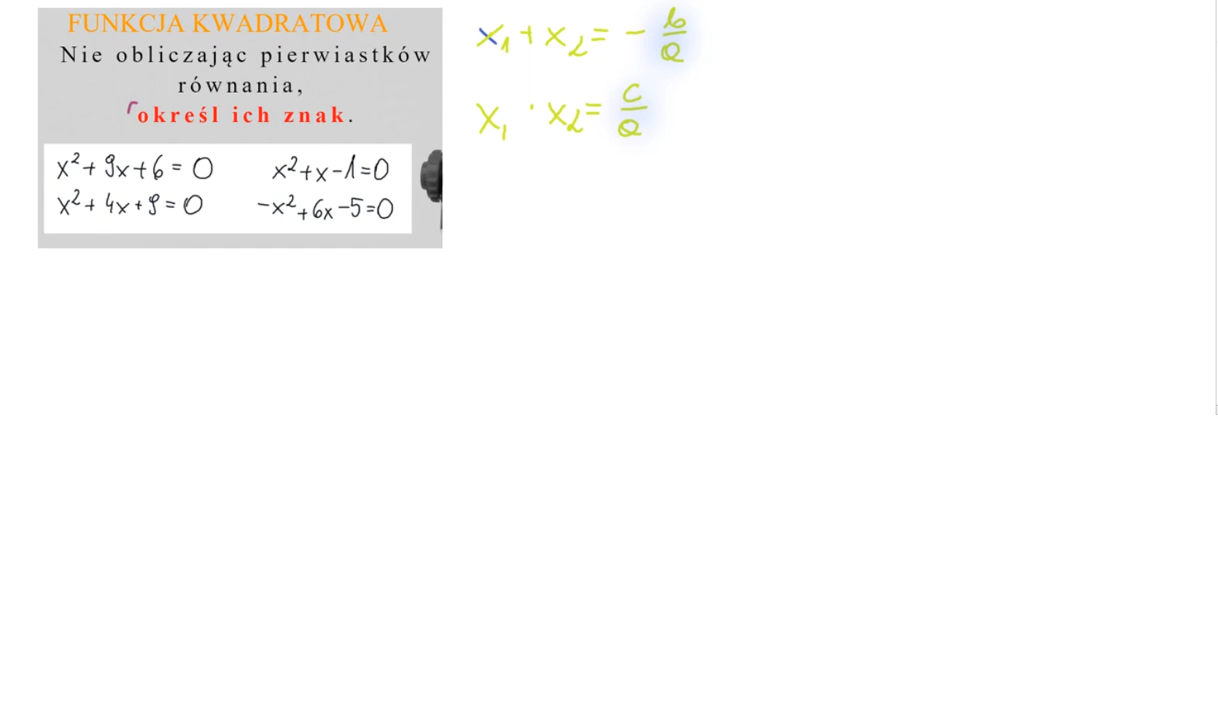 FUNKCJA KWADRATOWA
Nie obliczając pierwiastków
równania,
określ ich znak.
x²+9x+6=0 x²+x-1=0
x²+4x+9=0 -x²+6x-5=0
x₁+x₂=-b/a
x₁·x₂=c/a